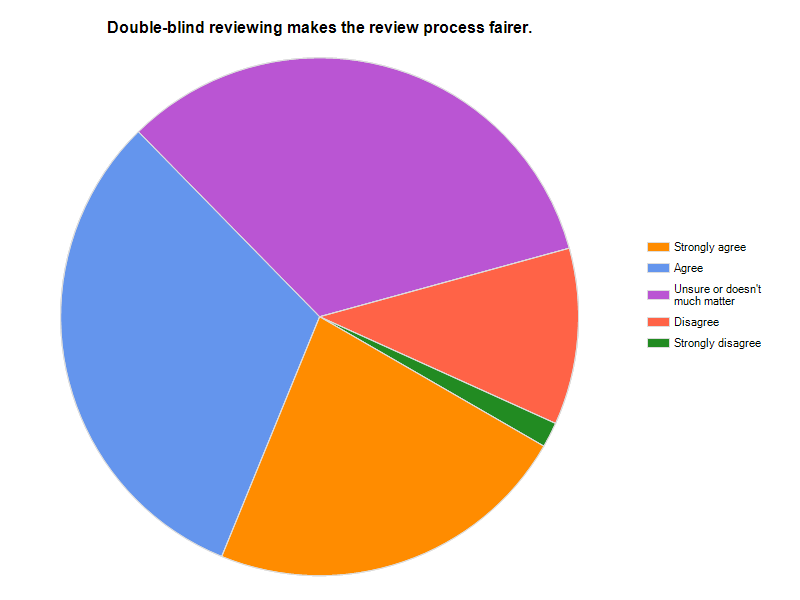 Double-blind reviewing makes the review process fairer.
Strongly agree
Agree
Unsure or doesn't
much matter
Disagree
Strongly disagree